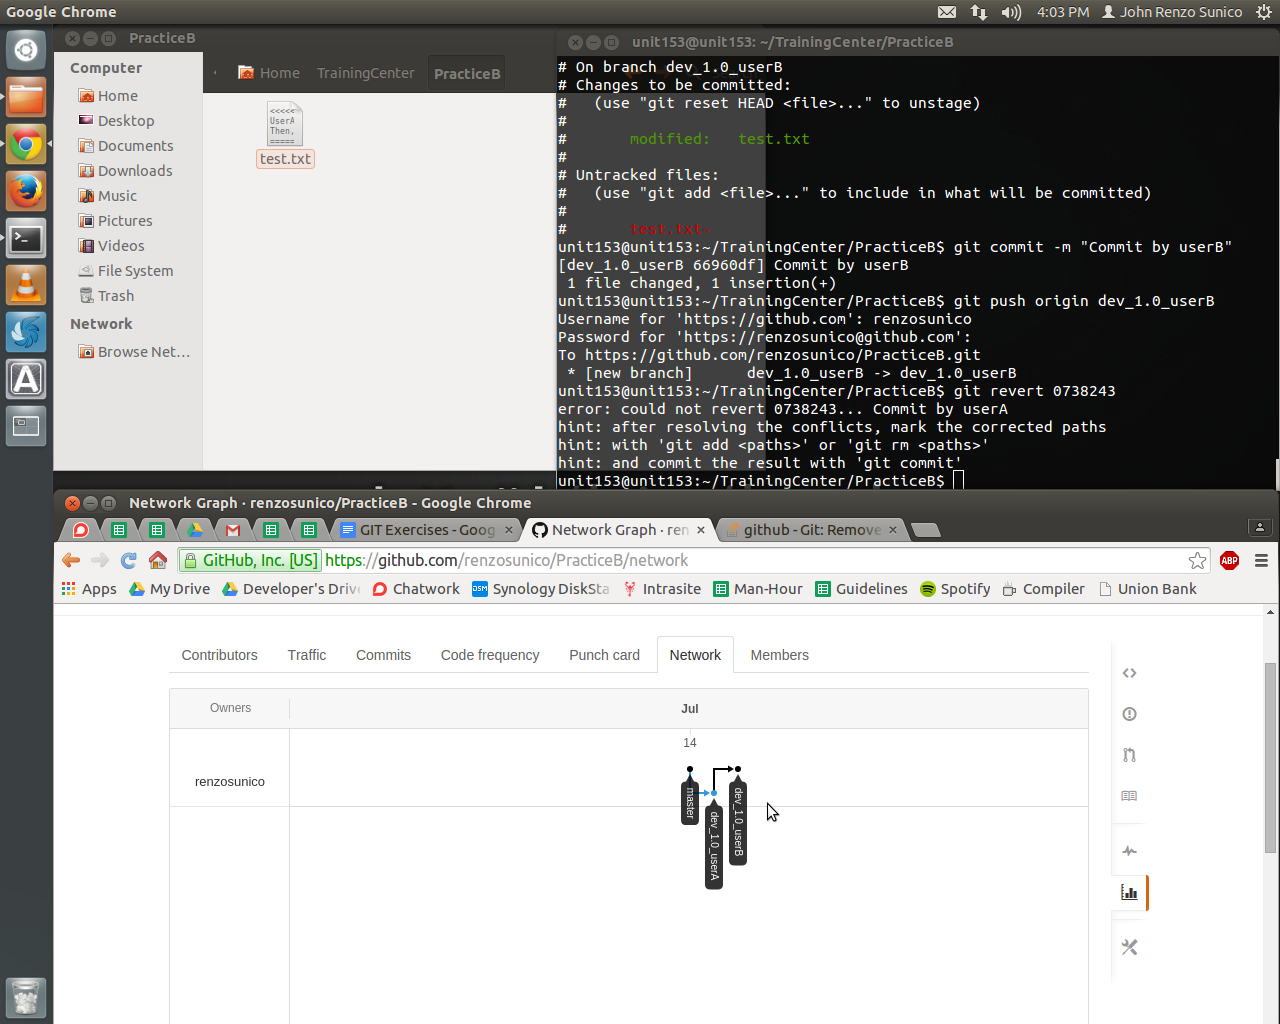 Google Chrome
4:03 PM
John Renzo Sunico
PracticeB
Computer
Home
Desktop
Documents
Downloads
Music
Pictures
Videos
File System
Trash
Network
Browse Net...
Home
TrainingCenter
PracticeB
<<<<<
UserA
Then,
=====
test.txt
unit153@unit153: ~/TrainingCenter/PracticeB
# On branch dev_1.0_userB
# Changes to be committed:
#   (use "git reset HEAD <file>..." to unstage)
#
#       modified:   test.txt
#
# Untracked files:
#   (use "git add <file>..." to include in what will be committed)
#
#       test.txt~
unit153@unit153:~/TrainingCenter/PracticeB$ git commit -m "Commit by userB"
[dev_1.0_userB 66960df] Commit by userB
 1 file changed, 1 insertion(+)
unit153@unit153:~/TrainingCenter/PracticeB$ git push origin dev_1.0_userB
Username for 'https://github.com': renzosunico
Password for 'https://renzosunico@github.com':
To https://github.com/renzosunico/PracticeB.git
 * [new branch]      dev_1.0_userB -> dev_1.0_userB
unit153@unit153:~/TrainingCenter/PracticeB$ git revert 0738243
error: could not revert 0738243... Commit by userA
hint: after resolving the conflicts, mark the corrected paths
hint: with 'git add <paths>' or 'git rm <paths>'
hint: and commit the result with 'git commit'
unit153@unit153:~/TrainingCenter/PracticeB$
Network Graph · renzosunico/PracticeB - Google Chrome
GIT Exercises - Goog
Network Graph · ren
github - Git: Remove
GitHub, Inc. [US] https://github.com/renzosunico/PracticeB/network
ABP
Apps
My Drive
Developer's Driv
Chatwork
DSM
Synology DiskSta
Intrasite
Man-Hour
Guidelines
Spotify
Compiler
Union Bank
Contributors
Traffic
Commits
Code frequency
Punch card
Network
Members
Owners
Jul
14
renzosunico
master
dev_1.0_userA
dev_1.0_userB